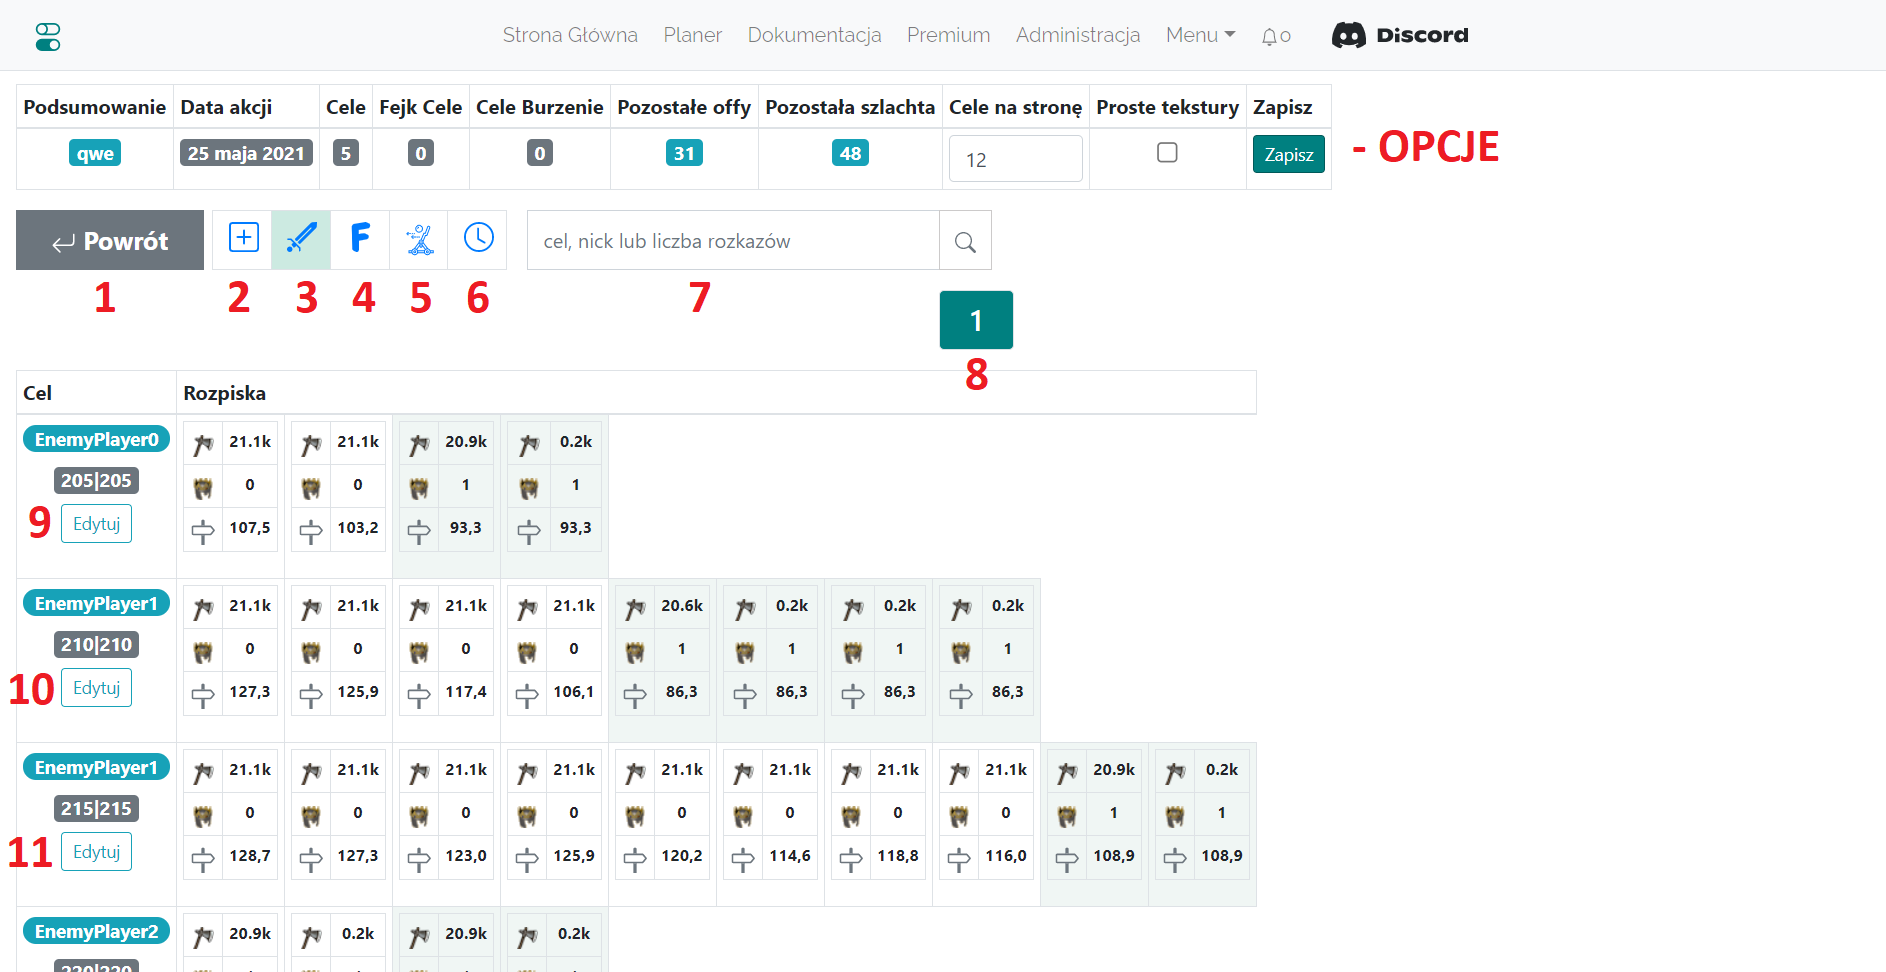 Strona Główna Planer Dokumentacja Premium Administracja Menu 0 Discord
Podsumowanie Data akcji Cele Fejk Cele Cele Burzenie Pozostałe offy Pozostała szlachta Cele na stronę Proste tekstury Zapisz
qwe 25 maja 2021 5 0 0 31 48 12 Zapisz - OPCJE
Powrót F cel, nick lub liczba rozkazów
1 2 3 4 5 6 7
1
8
Cel Rozpiska
EnemyPlayer0 21.1k 21.1k 20.9k 0.2k
205|205 0 0 1 1
9 Edytuj 107,5 103,2 93,3 93,3
EnemyPlayer1 21.1k 21.1k 21.1k 21.1k 20.6k 0.2k 0.2k 0.2k
210|210 0 0 0 0 1 1 1 1
10 Edytuj 127,3 125,9 117,4 106,1 86,3 86,3 86,3 86,3
EnemyPlayer1 21.1k 21.1k 21.1k 21.1k 21.1k 21.1k 21.1k 21.1k 20.9k 0.2k
215|215 0 0 0 0 0 0 0 0 1 1
11 Edytuj 128,7 127,3 123,0 125,9 120,2 114,6 118,8 116,0 108,9 108,9
EnemyPlayer2 20.9k 0.2k 20.9k 0.2k
220|220